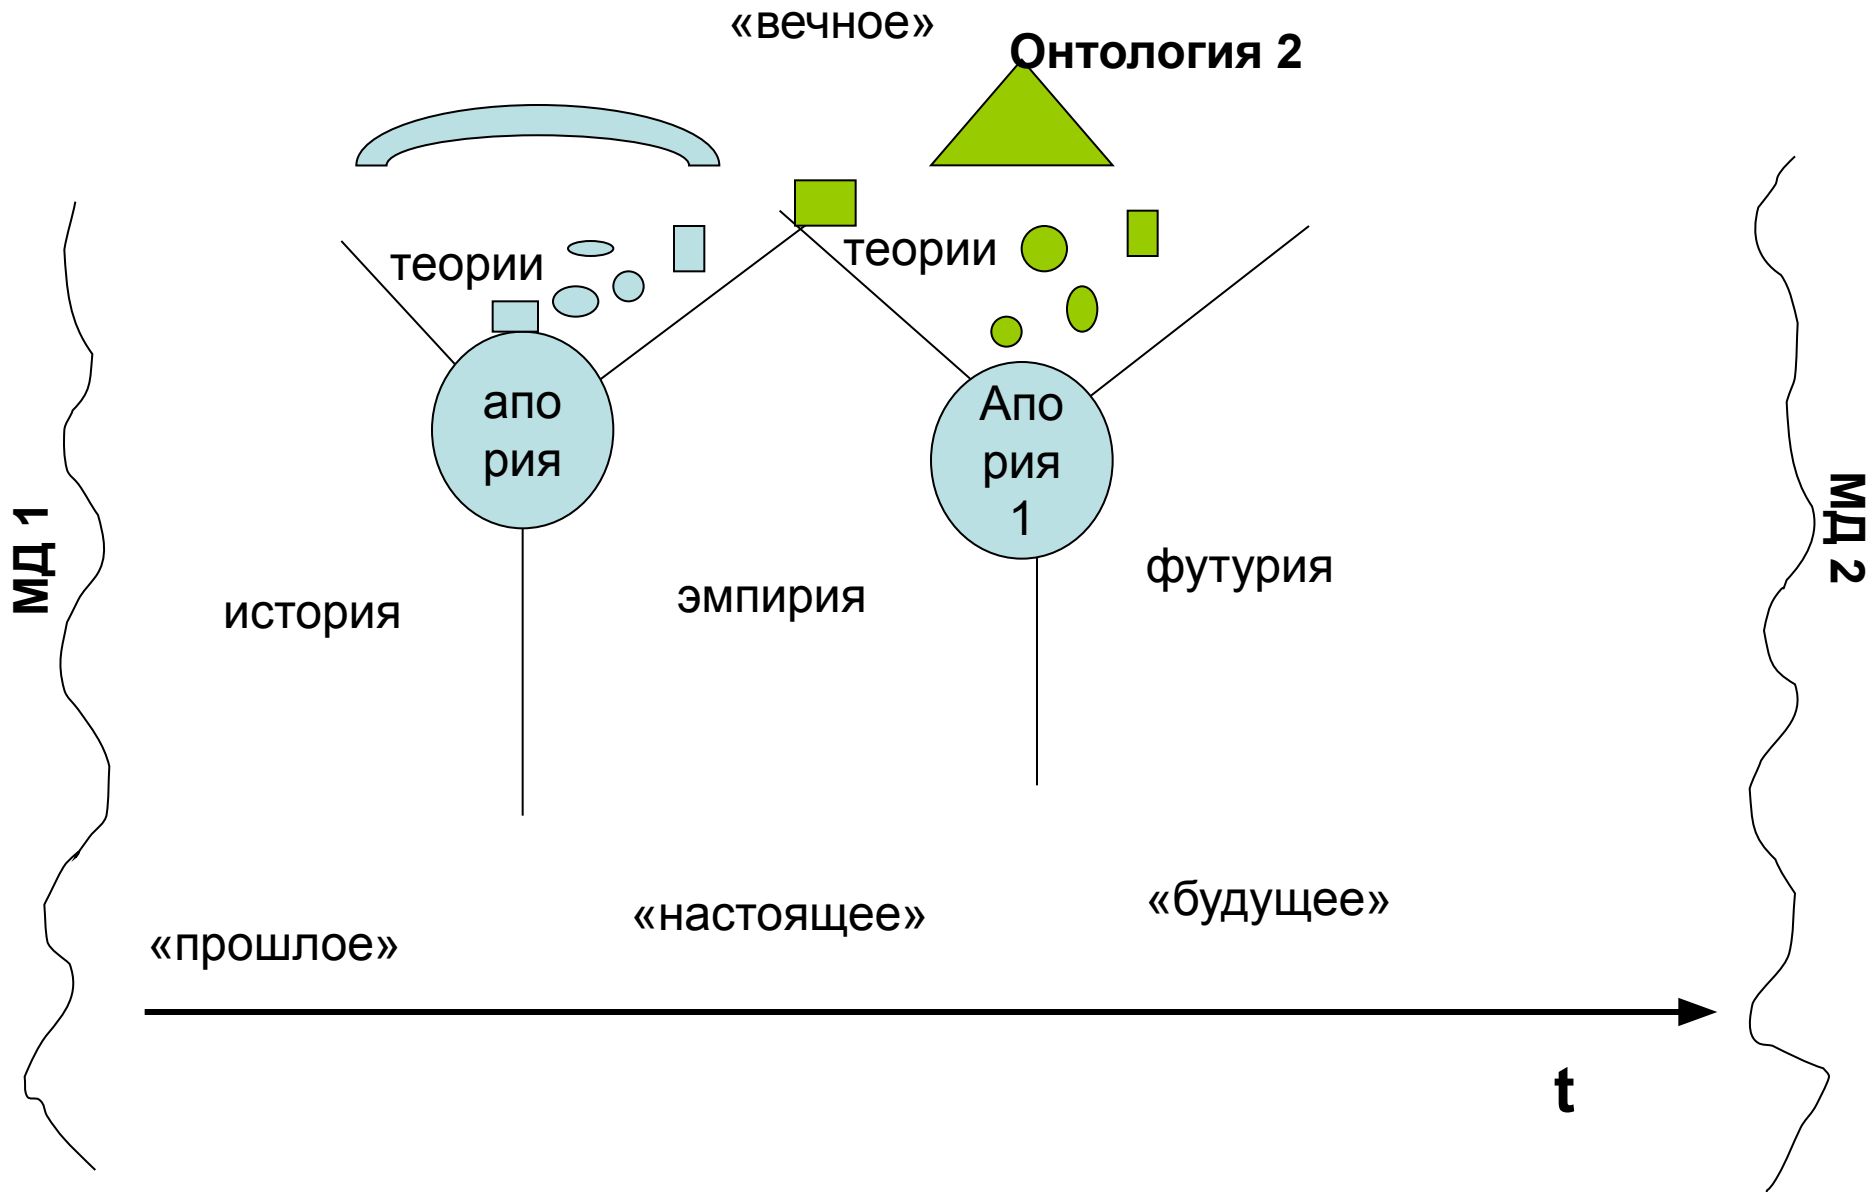 «вечное»
Онтология 2
теории
теории
апо
рия
Апо
рия
1
МД 1
МД 2
история
эмпирия
футурия
«прошлое»
«настоящее»
«будущее»
t